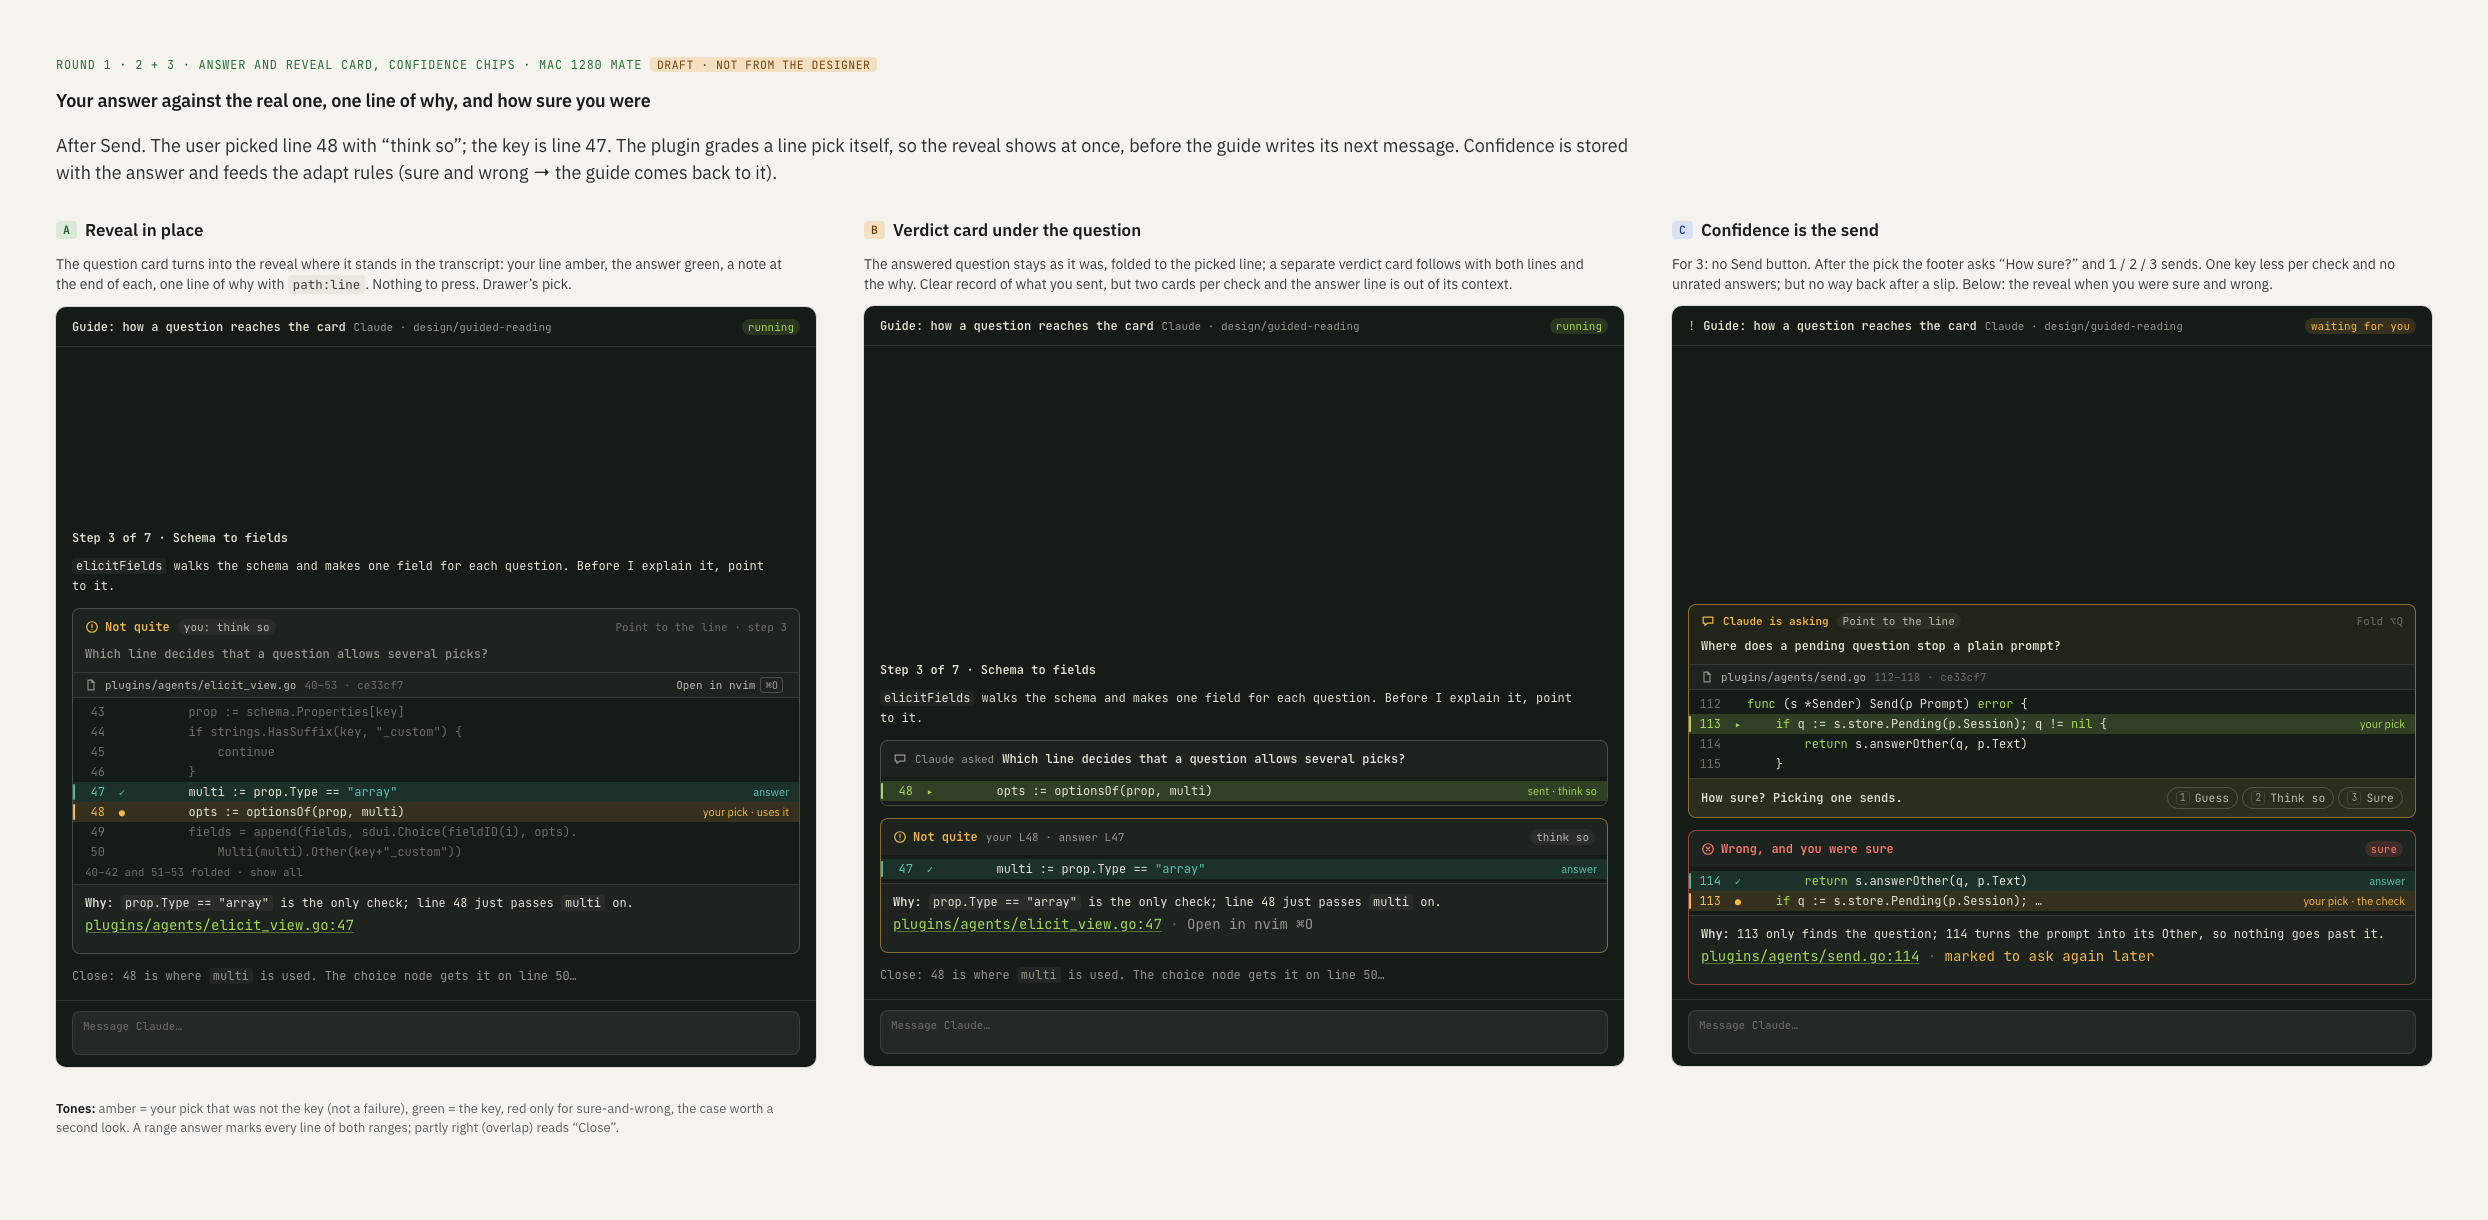 ROUND 1 · 2 + 3 · ANSWER AND REVEAL CARD, CONFIDENCE CHIPS · MAC 1280 MATE DRAFT · NOT FROM THE DESIGNER
Your answer against the real one, one line of why, and how sure you were
After Send. The user picked line 48 with “think so”; the key is line 47. The plugin grades a line pick itself, so the reveal shows at once, before the guide writes its next message. Confidence is stored
with the answer and feeds the adapt rules (sure and wrong → the guide comes back to it).
A Reveal in place
The question card turns into the reveal where it stands in the transcript: your line amber, the answer green, a note at
the end of each, one line of why with path:line. Nothing to press. Drawer’s pick.
Guide: how a question reaches the card Claude · design/guided-reading running
Step 3 of 7 · Schema to fields
elicitFields walks the schema and makes one field for each question. Before I explain it, point
to it.
Not quite you: think so Point to the line · step 3
Which line decides that a question allows several picks?
plugins/agents/elicit_view.go 40–53 · ce33cf7 Open in nvim ⌘O
43 prop := schema.Properties[key]
44 if strings.HasSuffix(key, "_custom") {
45 continue
46 }
47 ✓ multi := prop.Type == "array" answer
48 ● opts := optionsOf(prop, multi) your pick · uses it
49 fields = append(fields, sdui.Choice(fieldID(i), opts).
50 Multi(multi).Other(key+"_custom"))
40–42 and 51–53 folded · show all
Why: prop.Type == "array" is the only check; line 48 just passes multi on.
plugins/agents/elicit_view.go:47
Close: 48 is where multi is used. The choice node gets it on line 50…
Message Claude…
B Verdict card under the question
The answered question stays as it was, folded to the picked line; a separate verdict card follows with both lines and
the why. Clear record of what you sent, but two cards per check and the answer line is out of its context.
Guide: how a question reaches the card Claude · design/guided-reading running
Step 3 of 7 · Schema to fields
elicitFields walks the schema and makes one field for each question. Before I explain it, point
to it.
Claude asked Which line decides that a question allows several picks?
48 ▸ opts := optionsOf(prop, multi) sent · think so
Not quite your L48 · answer L47 think so
47 ✓ multi := prop.Type == "array" answer
Why: prop.Type == "array" is the only check; line 48 just passes multi on.
plugins/agents/elicit_view.go:47 · Open in nvim ⌘O
Close: 48 is where multi is used. The choice node gets it on line 50…
Message Claude…
C Confidence is the send
For 3: no Send button. After the pick the footer asks “How sure?” and 1 / 2 / 3 sends. One key less per check and no
unrated answers; but no way back after a slip. Below: the reveal when you were sure and wrong.
! Guide: how a question reaches the card Claude · design/guided-reading waiting for you
Claude is asking Point to the line Fold ⌥Q
Where does a pending question stop a plain prompt?
plugins/agents/send.go 112–118 · ce33cf7
112 func (s *Sender) Send(p Prompt) error {
113 ▸ if q := s.store.Pending(p.Session); q != nil { your pick
114 return s.answerOther(q, p.Text)
115 }
How sure? Picking one sends. 1 Guess 2 Think so 3 Sure
Wrong, and you were sure sure
114 ✓ return s.answerOther(q, p.Text) answer
113 ● if q := s.store.Pending(p.Session); … your pick · the check
Why: 113 only finds the question; 114 turns the prompt into its Other, so nothing goes past it.
plugins/agents/send.go:114 · marked to ask again later
Message Claude…
Tones: amber = your pick that was not the key (not a failure), green = the key, red only for sure-and-wrong, the case worth a
second look. A range answer marks every line of both ranges; partly right (overlap) reads “Close”.